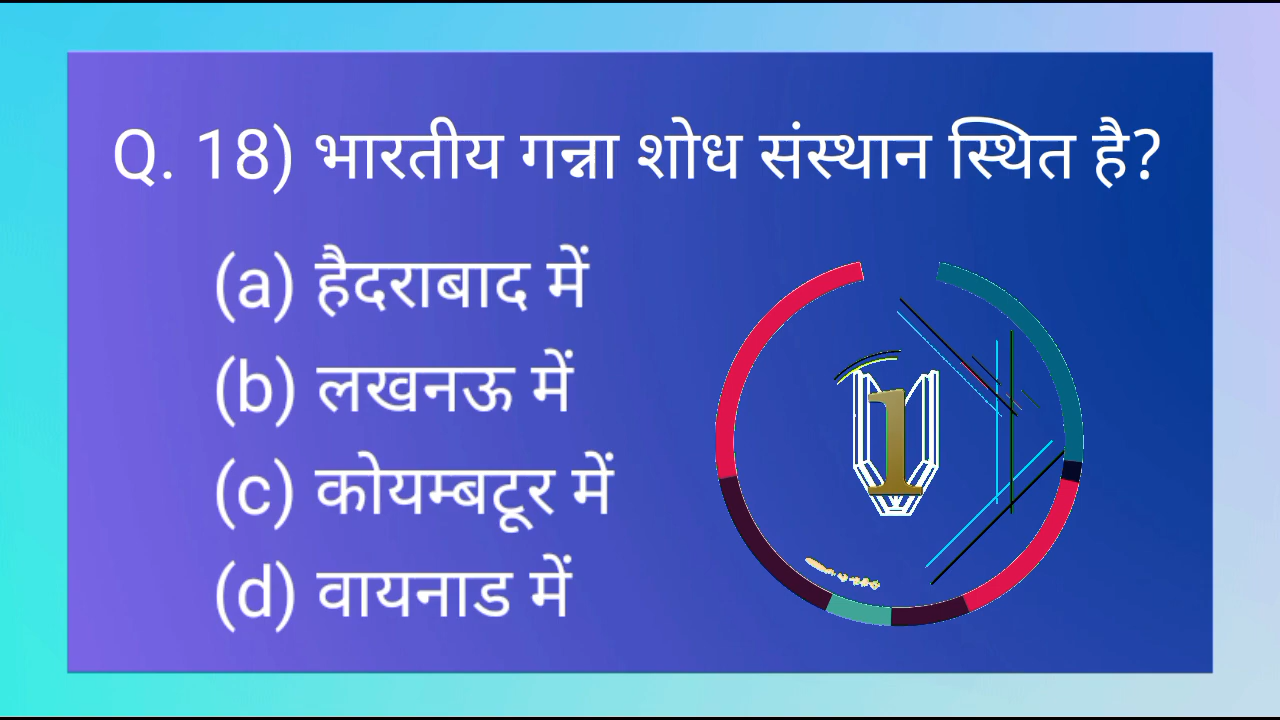 Q. 18) भारतीय गन्ना शोध संस्थान स्थित है?
(a) हैदराबाद में
(b) लखनऊ में
(c) कोयम्बटूर में
(d) वायनाड में
1